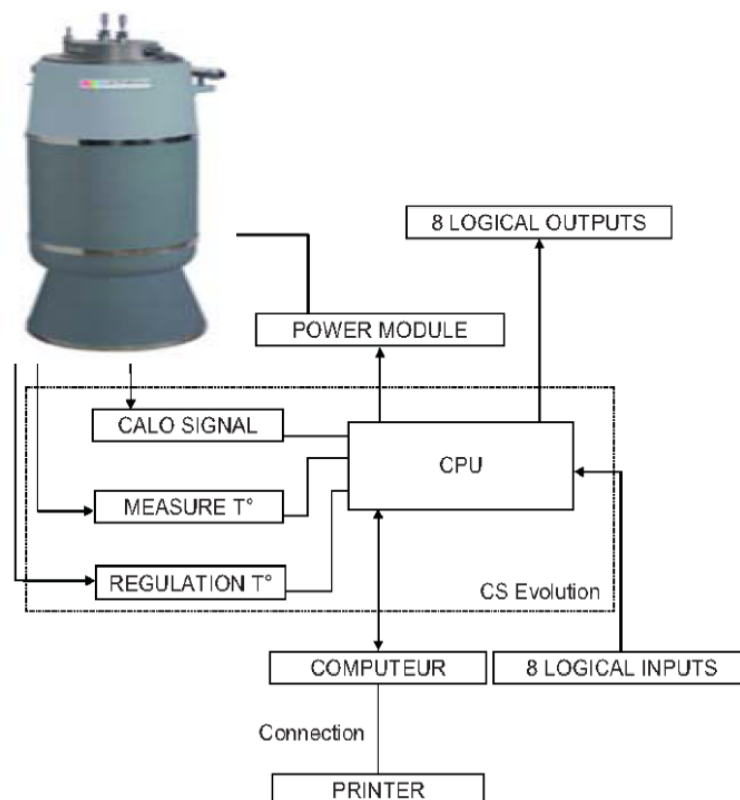 8 LOGICAL OUTPUTS
POWER MODULE
CALO SIGNAL
CPU
MEASURE T°
REGULATION T°
CS Evolution
COMPUTEUR
8 LOGICAL INPUTS
Connection
PRINTER